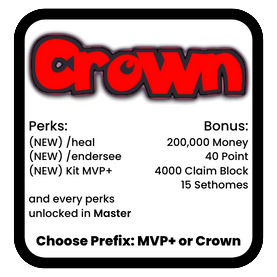 Crown
Perks:
(NEW) /heal
(NEW) /endersee
(NEW) Kit MVP+
and every perks
unlocked in Master
Bonus:
200,000 Money
40 Point
4000 Claim Block
15 Sethomes
Choose Prefix: MVP+ or Crown